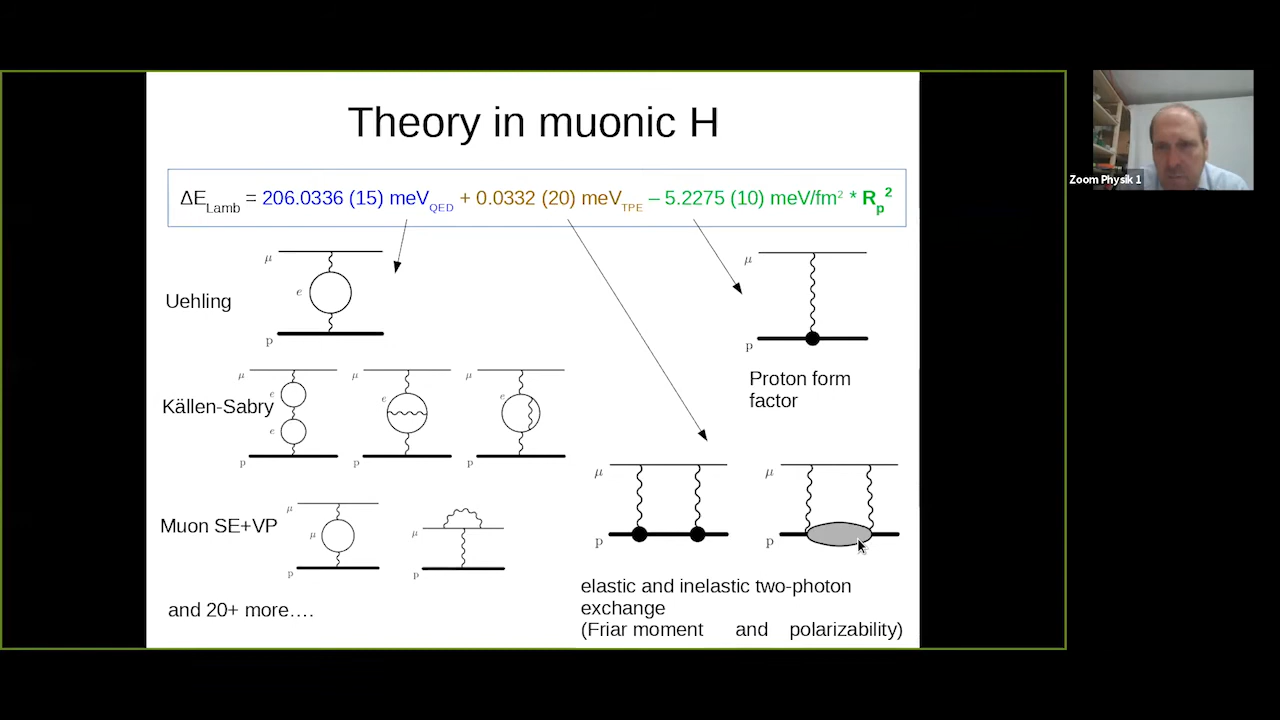 Theory in muonic H
ΔE_Lamb = 206.0336 (15) meV_QED + 0.0332 (20) meV_TPE – 5.2275 (10) meV/fm² * R_p²
μ
e
Uehling
p
μ
p
Proton form
factor
μ
e
Källen-Sabry
e
p
μ
e
p
μ
e
p
μ
p
μ
p
elastic and inelastic two-photon
exchange
(Friar moment and polarizability)
μ
Muon SE+VP
μ
p
μ
p
and 20+ more....
Zoom Physik 1